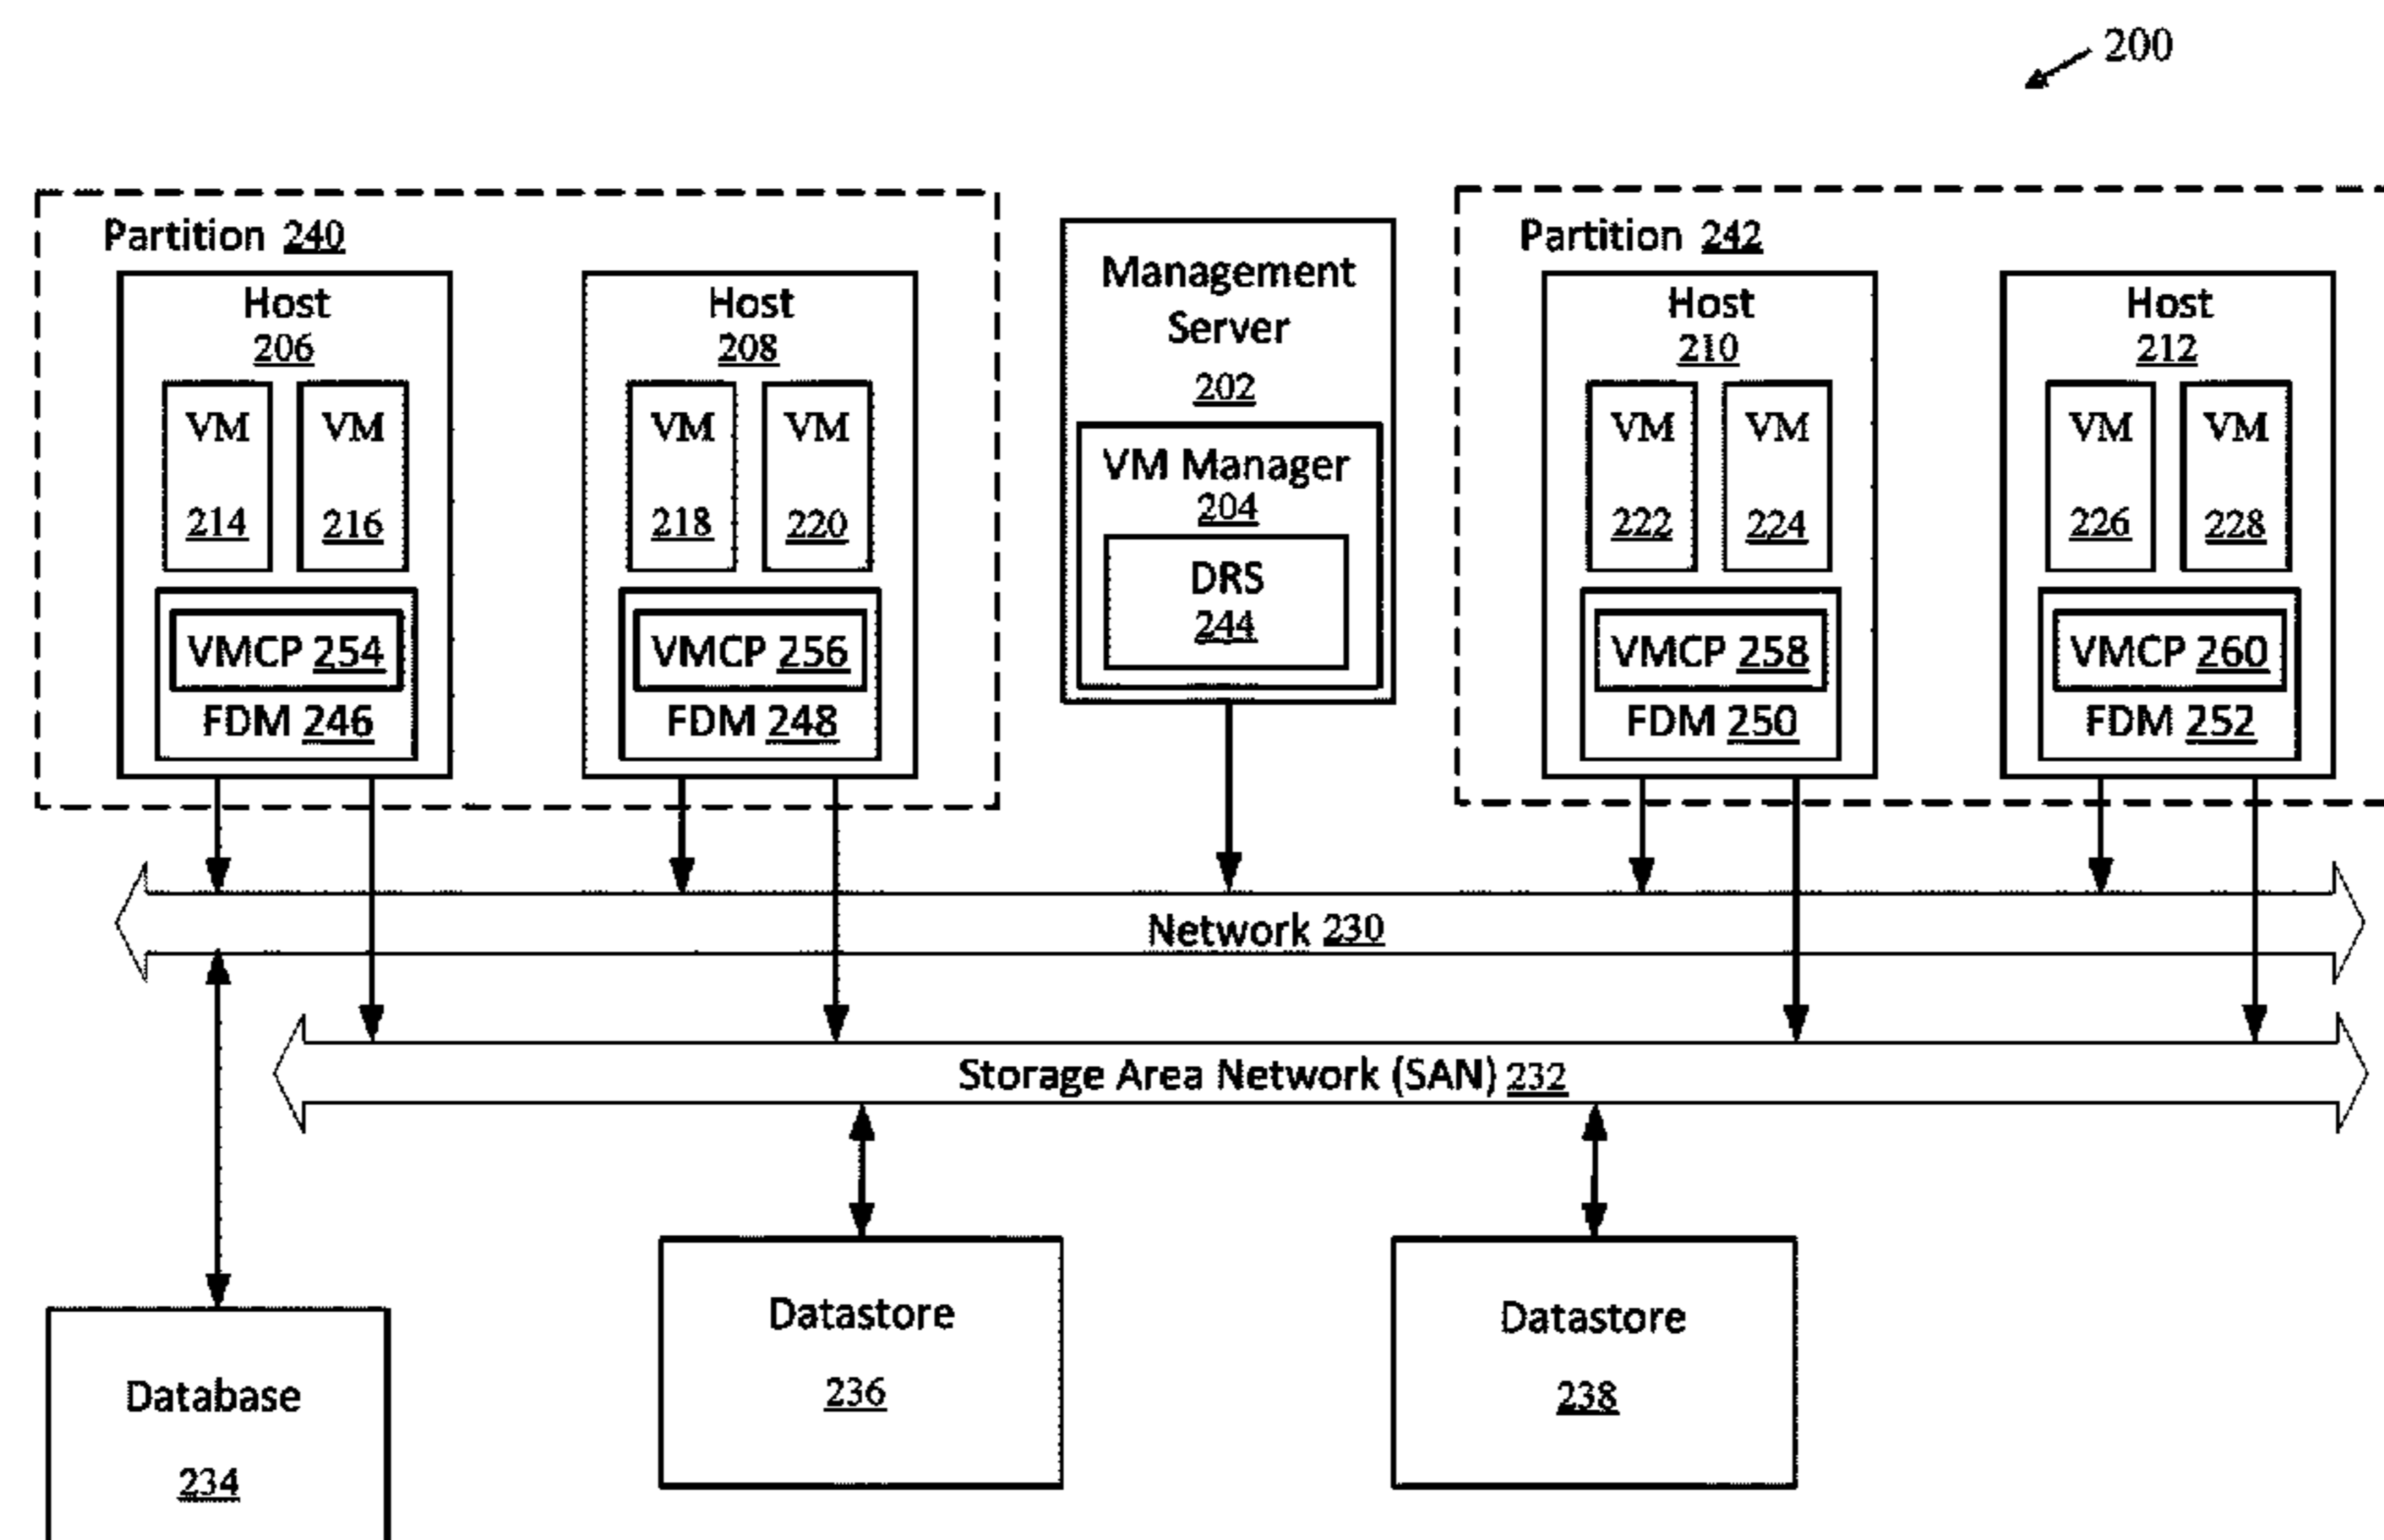 200
Partition 240
Host
206
VM
214
VM
216
VMCP 254
FDM 246
Host
208
VM
218
VM
220
VMCP 256
FDM 248
Management
Server
202
VM Manager
204
DRS
244
Partition 242
Host
210
VM
222
VM
224
VMCP 258
FDM 250
Host
212
VM
226
VM
228
VMCP 260
FDM 252
Network 230
Storage Area Network (SAN) 232
Datastore
236
Datastore
238
Database
234